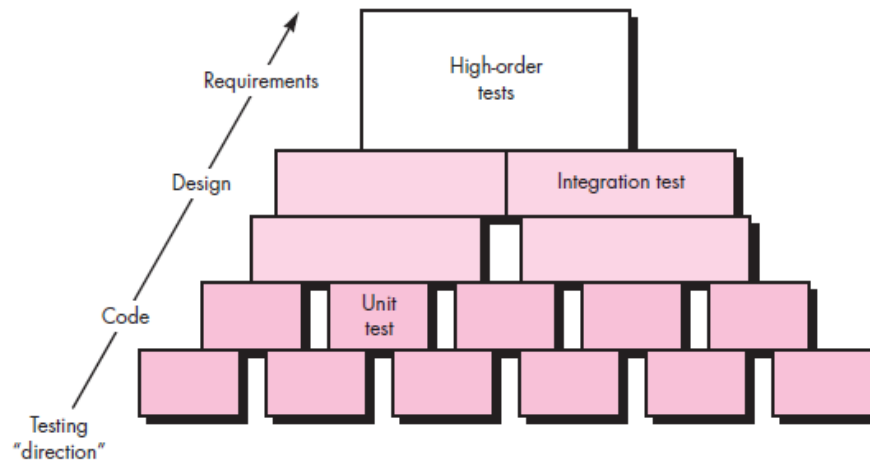 High-order
tests
Requirements
Design
Integration test
Unit
test
Code
Testing
“direction”